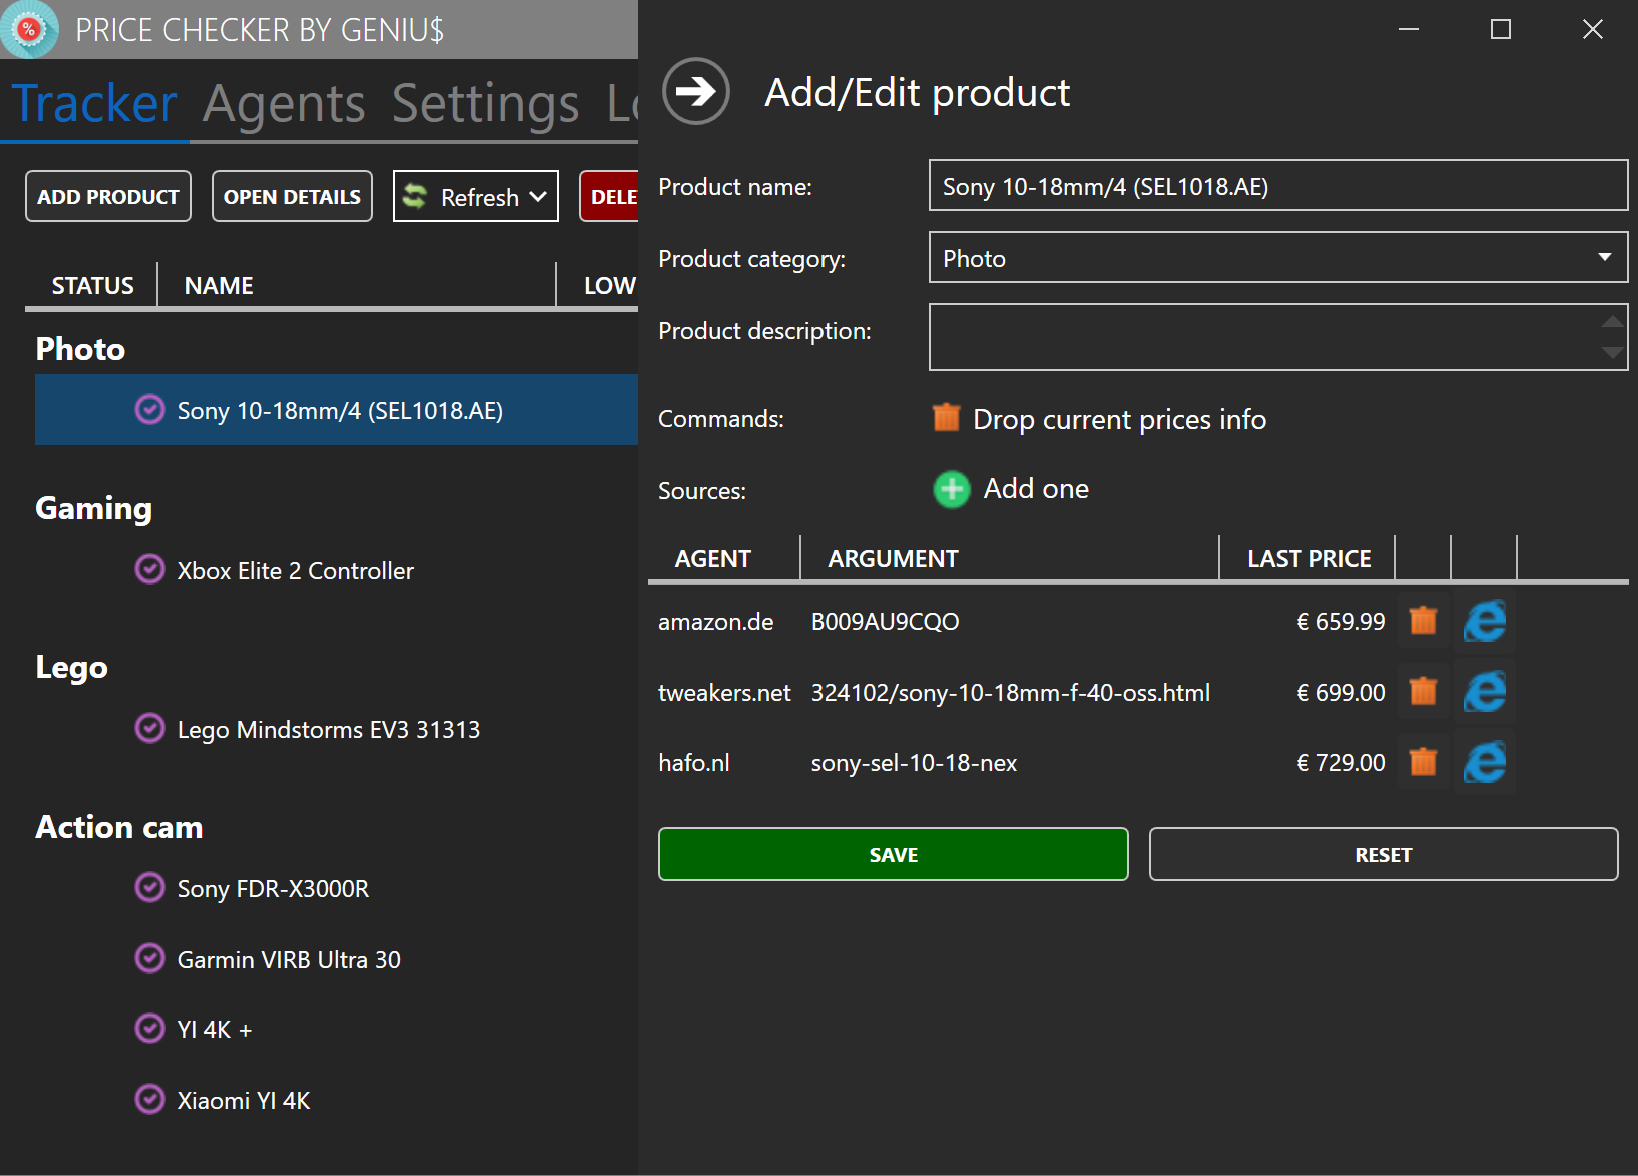 PRICE CHECKER BY GENIU$
Tracker Agents Settings
ADD PRODUCT OPEN DETAILS Refresh DELE
STATUS NAME LOW
Photo
Sony 10-18mm/4 (SEL1018.AE)
Gaming
Xbox Elite 2 Controller
Lego
Lego Mindstorms EV3 31313
Action cam
Sony FDR-X3000R
Garmin VIRB Ultra 30
YI 4K +
Xiaomi YI 4K
Add/Edit product
Product name: Sony 10-18mm/4 (SEL1018.AE)
Product category: Photo
Product description:
Commands: Drop current prices info
Sources: Add one
AGENT ARGUMENT LAST PRICE
amazon.de B009AU9CQO € 659.99
tweakers.net 324102/sony-10-18mm-f-40-oss.html € 699.00
hafo.nl sony-sel-10-18-nex € 729.00
SAVE RESET